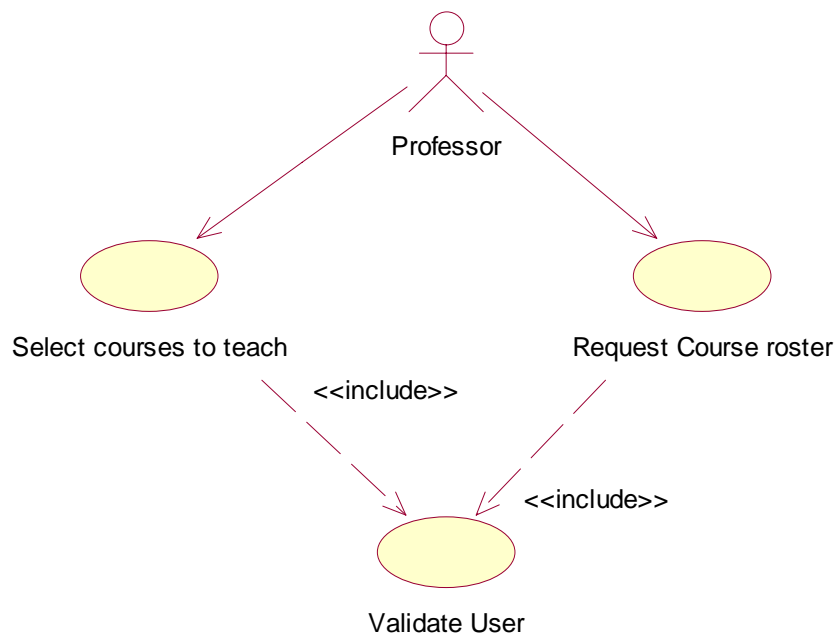 Professor
Select courses to teach
Request Course roster
<<include>>
<<include>>
Validate User